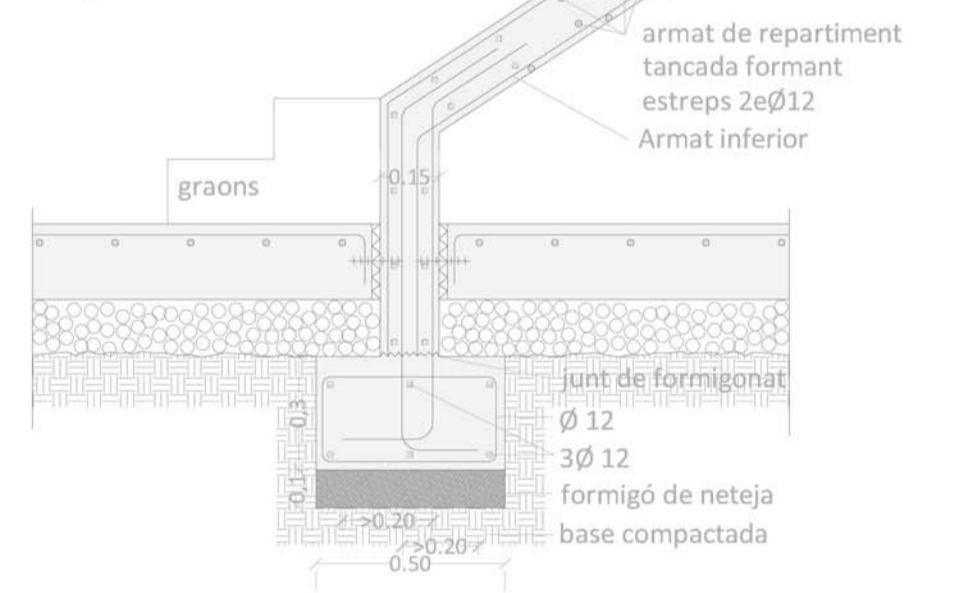 armat de repartiment
tancada formant
estreps 2eØ12
Armat inferior
graons
0.15
junt de formigonat
0,3
Ø 12
3Ø 12
0,1
formigó de neteja
>0.20
base compactada
>0.20
0.50